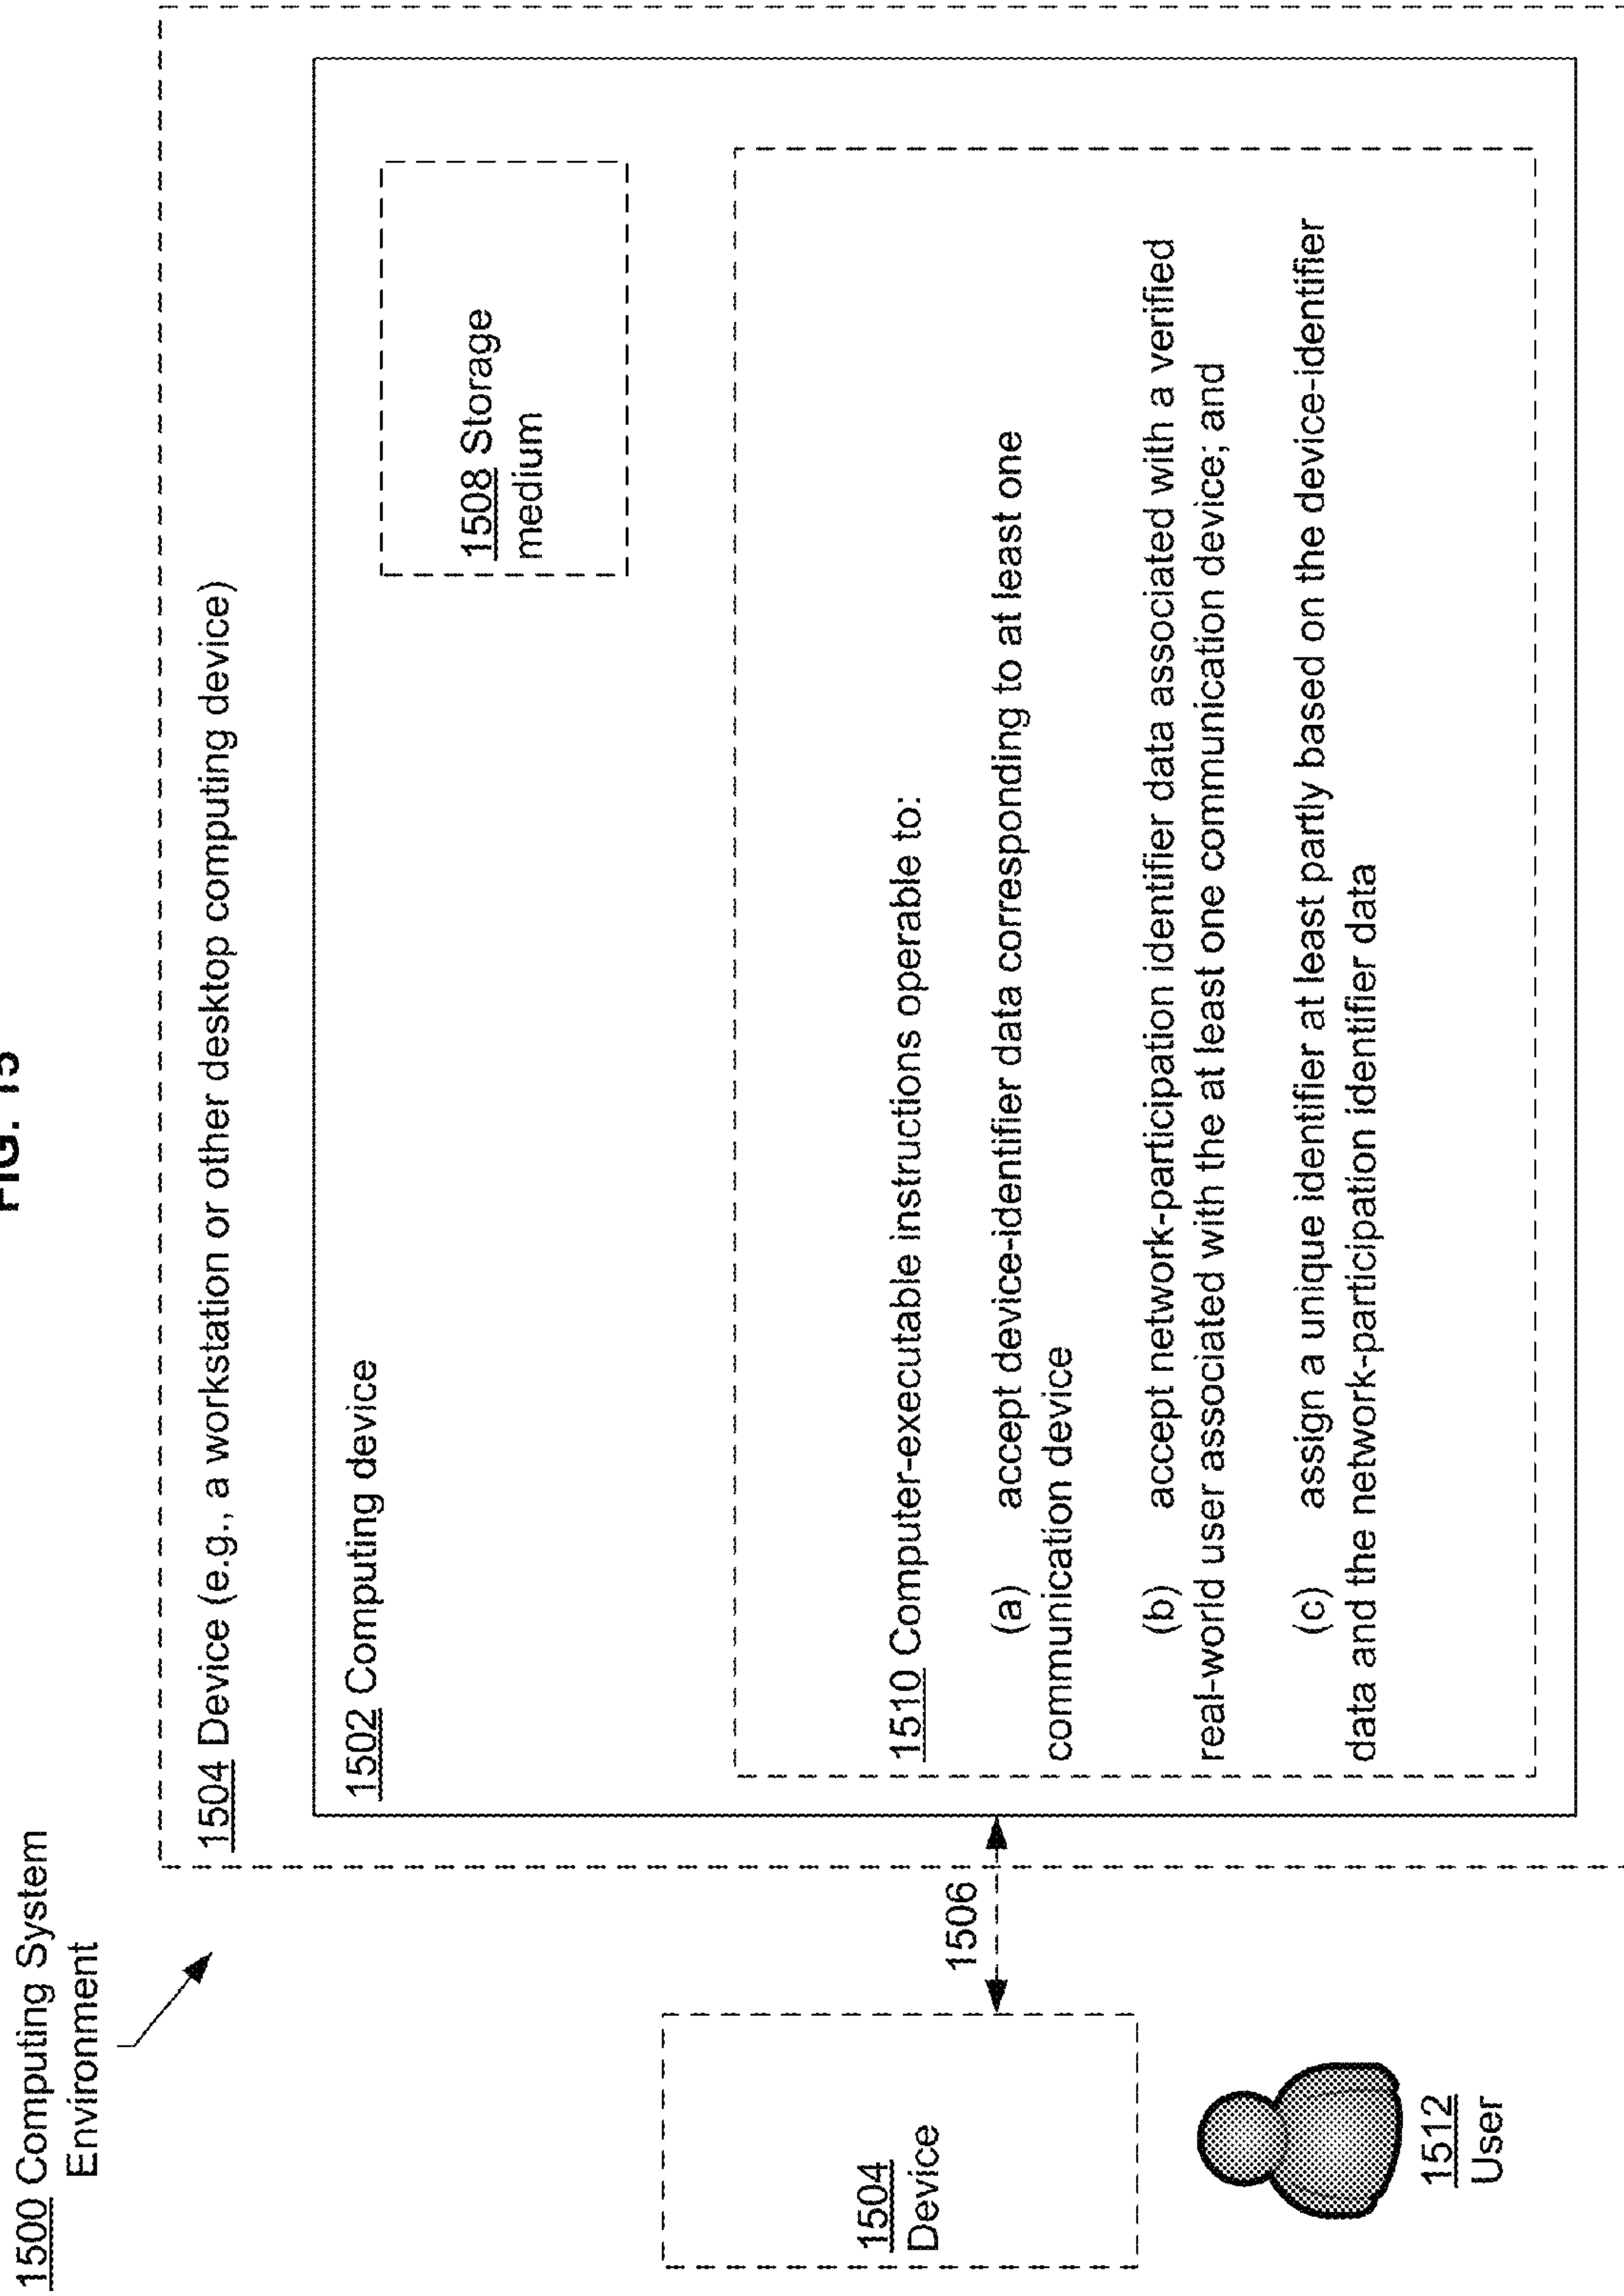 FIG. 15
1500 Computing System
Environment
1504 Device (e.g., a workstation or other desktop computing device)
1502 Computing device
1508 Storage
medium
1510 Computer-executable instructions operable to:
(a) accept device-identifier data corresponding to at least one
communication device
(b) accept network-participation identifier data associated with a verified
real-world user associated with the at least one communication device; and
(c) assign a unique identifier at least partly based on the device-identifier
data and the network-participation identifier data
1506
1504
Device
1512
User